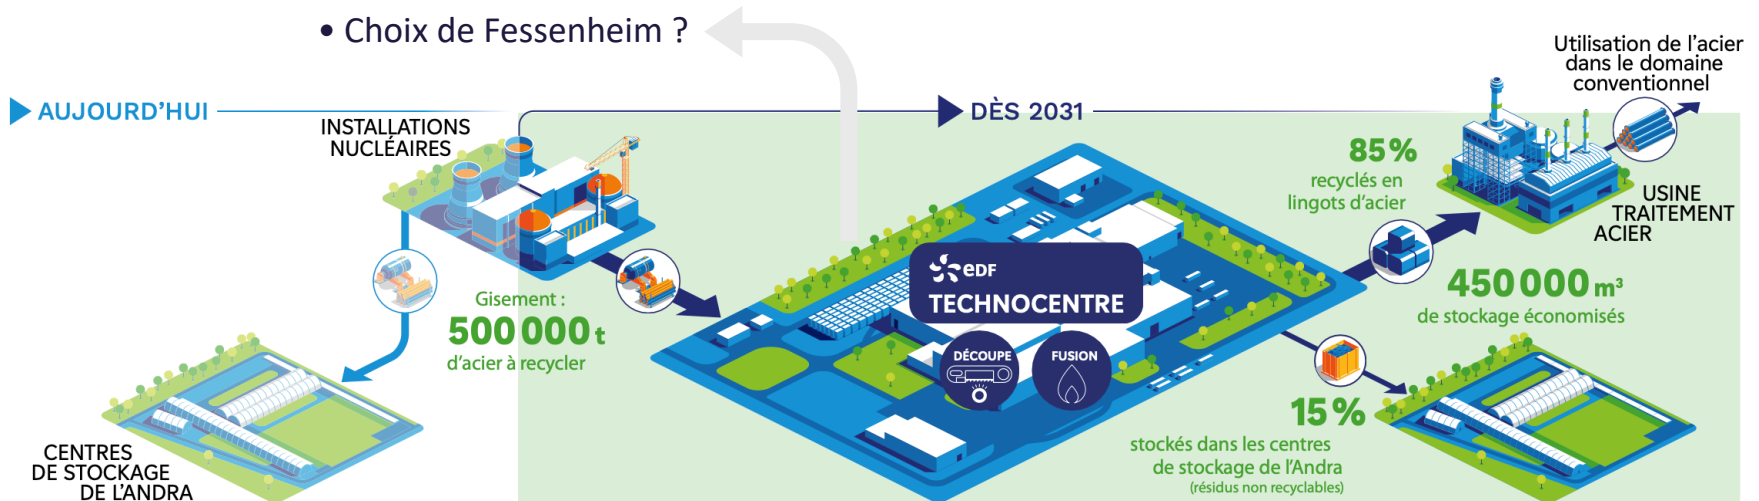 • Choix de Fessenheim ?
AUJOURD'HUI
DÈS 2031
INSTALLATIONS
NUCLÉAIRES
Gisement :
500 000 t
d'acier à recycler
CENTRES
DE STOCKAGE
DE L'ANDRA
eDF
TECHNOCENTRE
DÉCOUPE
FUSION
85 %
recyclés en
lingots d'acier
Utilisation de l'acier
dans le domaine
conventionnel
USINE
TRAITEMENT
ACIER
450 000 m³
de stockage économisés
15 %
stockés dans les centres
de stockage de l'Andra
(résidus non recyclables)